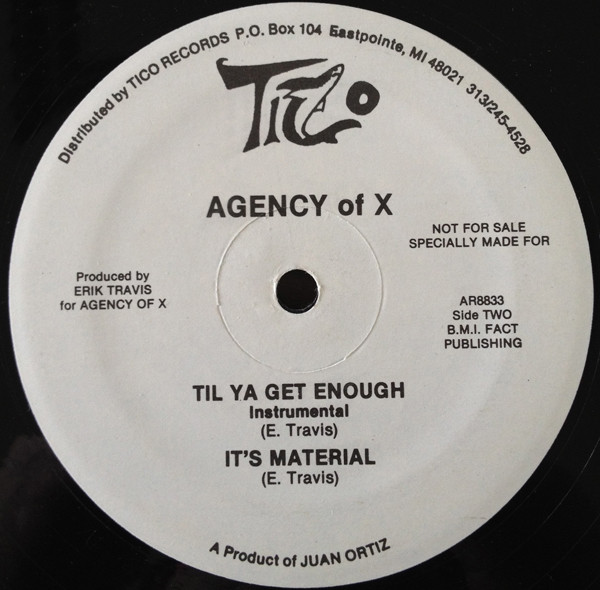 Distributed by TICO RECORDS P.O. Box 104 Eastpointe, MI 48021 313/245-4528
TICO
AGENCY of X
NOT FOR SALE
SPECIALLY MADE FOR
Produced by
ERIK TRAVIS
for AGENCY OF X
AR8833
Side TWO
B.M.I. FACT
PUBLISHING
TIL YA GET ENOUGH
Instrumental
(E. Travis)
IT'S MATERIAL
(E. Travis)
A Product of JUAN ORTIZ